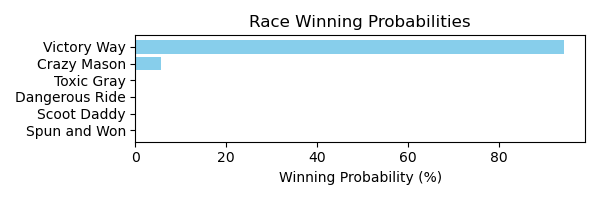 Race Winning Probabilities
Victory Way
Crazy Mason
Toxic Gray
Dangerous Ride
Scoot Daddy
Spun and Won
0 20 40 60 80
Winning Probability (%)